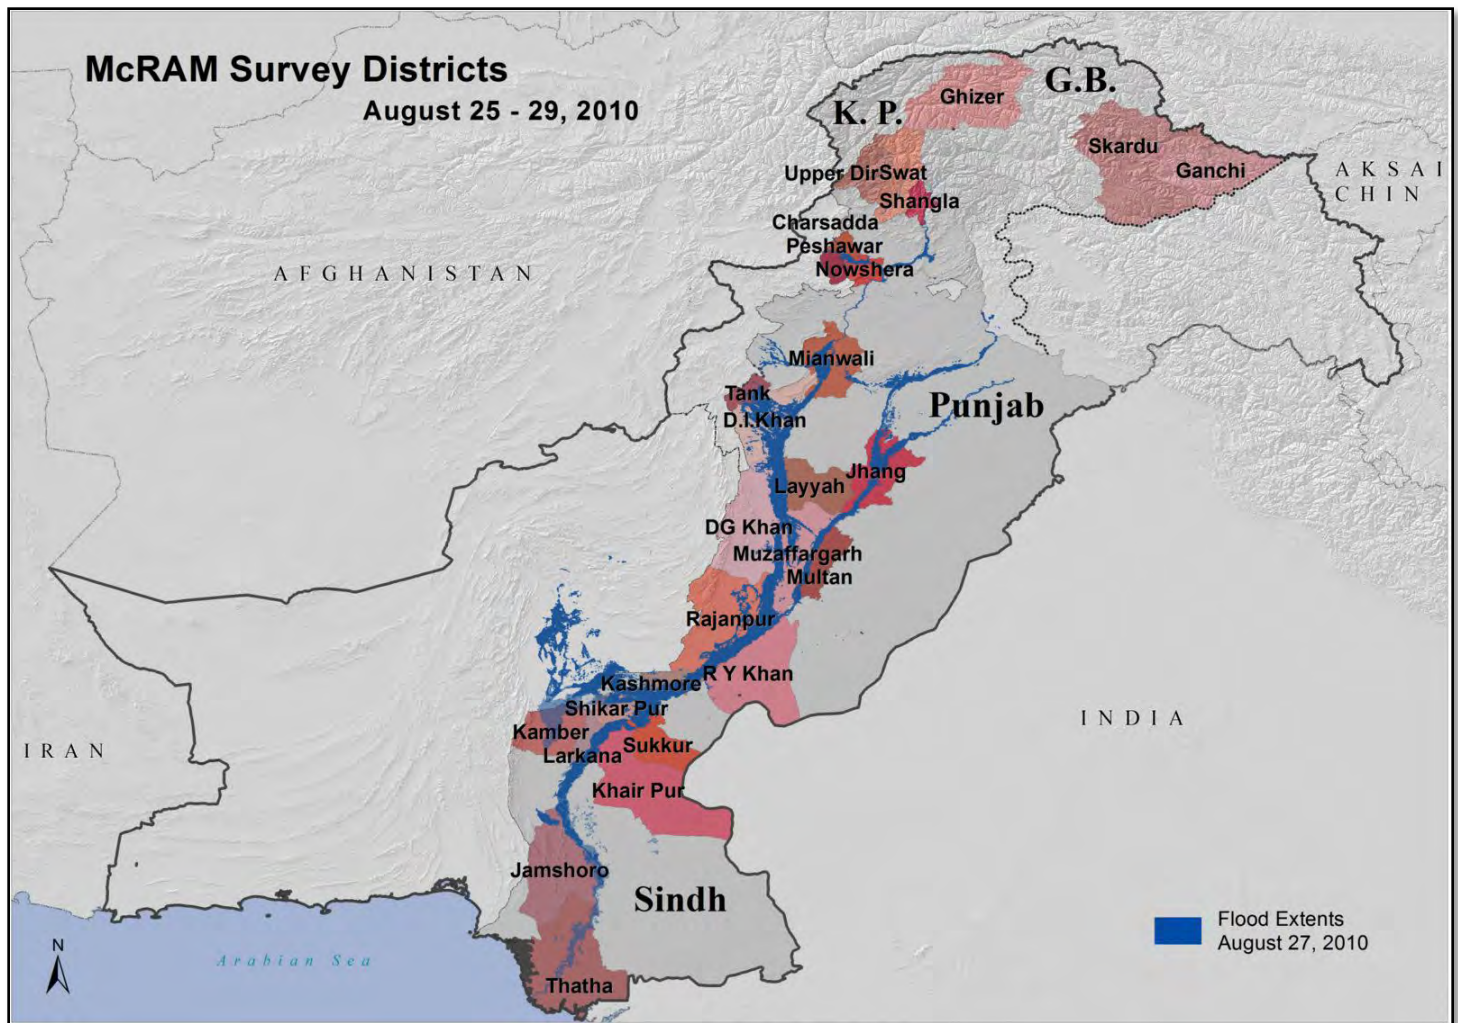 McRAM Survey Districts
August 25 - 29, 2010
G.B.
K. P.
Ghizer
Skardu
Ganchi
AKSAI
CHIN
Upper Dir
Swat
Shangla
Charsadda
Peshawar
Nowshera
AFGHANISTAN
Mianwali
Tank
D.I.Khan
Punjab
Jhang
Layyah
DG Khan
Muzaffargarh
Multan
Rajanpur
R Y Khan
Kashmore
Shikar Pur
Kamber
Larkana
Sukkur
Khair Pur
INDIA
IRAN
Jamshoro
Sindh
Thatha
Arabian Sea
N
Flood Extents
August 27, 2010